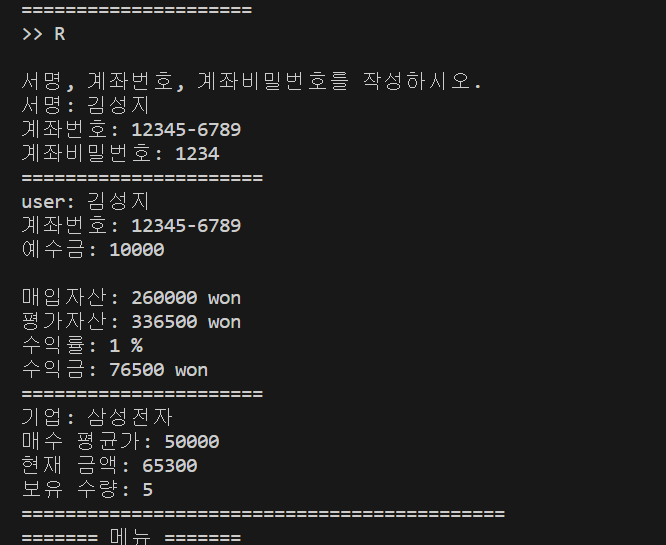 =====================
>> R
서명, 계좌번호, 계좌비밀번호를 작성하시오.
서명: 김성지
계좌번호: 12345-6789
계좌비밀번호: 1234
======================
user: 김성지
계좌번호: 12345-6789
예수금: 10000
매입자산: 260000 won
평가자산: 336500 won
수익률: 1 %
수익금: 76500 won
======================
기업: 삼성전자
매수 평균가: 50000
현재 금액: 65300
보유 수량: 5
============================================
======= 메뉴 =======